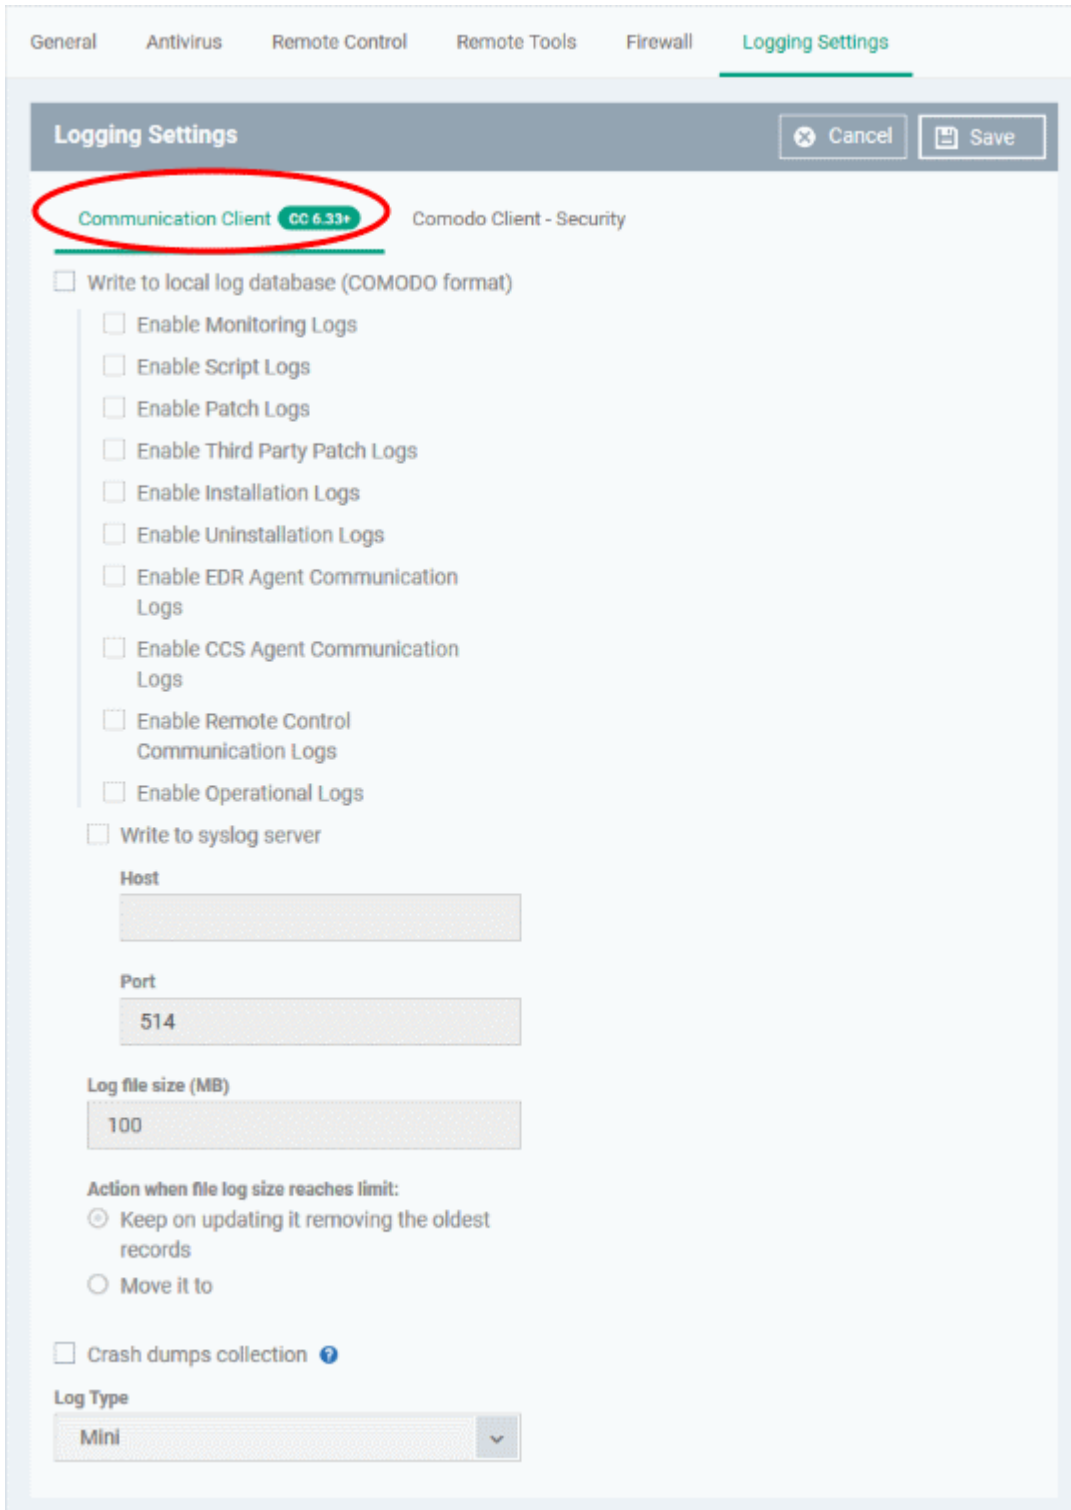 General Antivirus Remote Control Remote Tools Firewall Logging Settings
Logging Settings Cancel Save
Communication Client CC 6.33+ Comodo Client - Security
Write to local log database (COMODO format)
Enable Monitoring Logs
Enable Script Logs
Enable Patch Logs
Enable Third Party Patch Logs
Enable Installation Logs
Enable Uninstallation Logs
Enable EDR Agent Communication
Logs
Enable CCS Agent Communication
Logs
Enable Remote Control
Communication Logs
Enable Operational Logs
Write to syslog server
Host
Port
514
Log file size (MB)
100
Action when file log size reaches limit:
Keep on updating it removing the oldest
records
Move it to
Crash dumps collection ?
Log Type
Mini